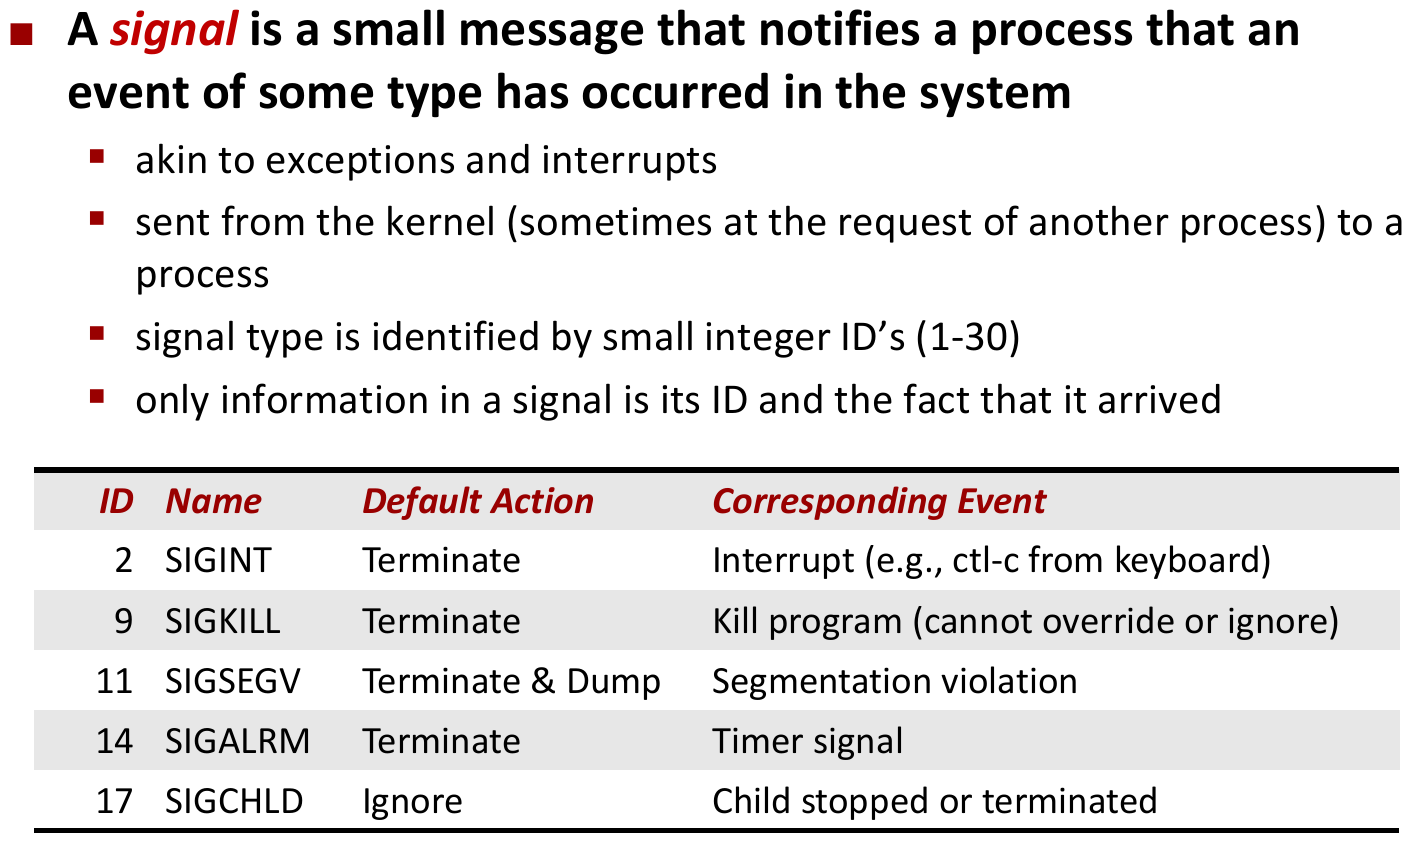 A signal is a small message that notifies a process that an
event of some type has occurred in the system
akin to exceptions and interrupts
sent from the kernel (sometimes at the request of another process) to a
process
signal type is identified by small integer ID’s (1-30)
only information in a signal is its ID and the fact that it arrived
ID Name Default Action Corresponding Event
2 SIGINT Terminate Interrupt (e.g., ctl-c from keyboard)
9 SIGKILL Terminate Kill program (cannot override or ignore)
11 SIGSEGV Terminate & Dump Segmentation violation
14 SIGALRM Terminate Timer signal
17 SIGCHLD Ignore Child stopped or terminated